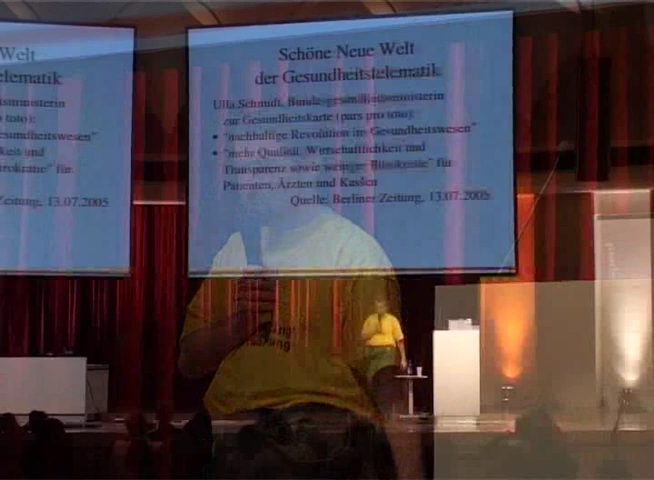 Welt
elematik
Zeitung, 13.07.2005
Schöne Neue Welt
der Gesundheitstelematik
Ulla Schmidt, Bundesgesundheitsministerin
zur Gesundheitskarte (pars pro toto):
• "nachhaltige Revolution im Gesundheitswesen"
• "mehr Qualität, Wirtschaftlichkeit und
Transparenz sowie weniger Bürokratie" für
Patienten, Ärzten und Kassen
Quelle: Berliner Zeitung, 13.07.2005